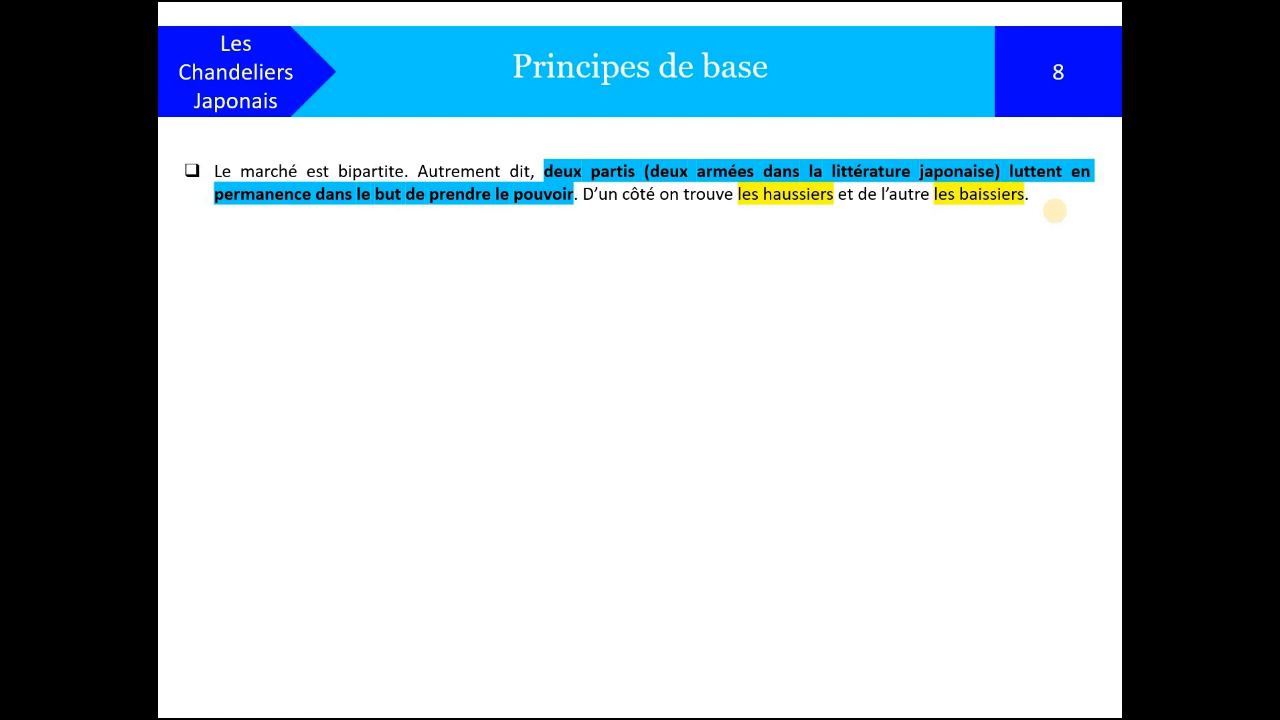 Les
Chandeliers
Japonais
Principes de base
8
Le marché est bipartite. Autrement dit, deux partis (deux armées dans la littérature japonaise) luttent en
permanence dans le but de prendre le pouvoir. D’un côté on trouve les haussiers et de l’autre les baissiers.